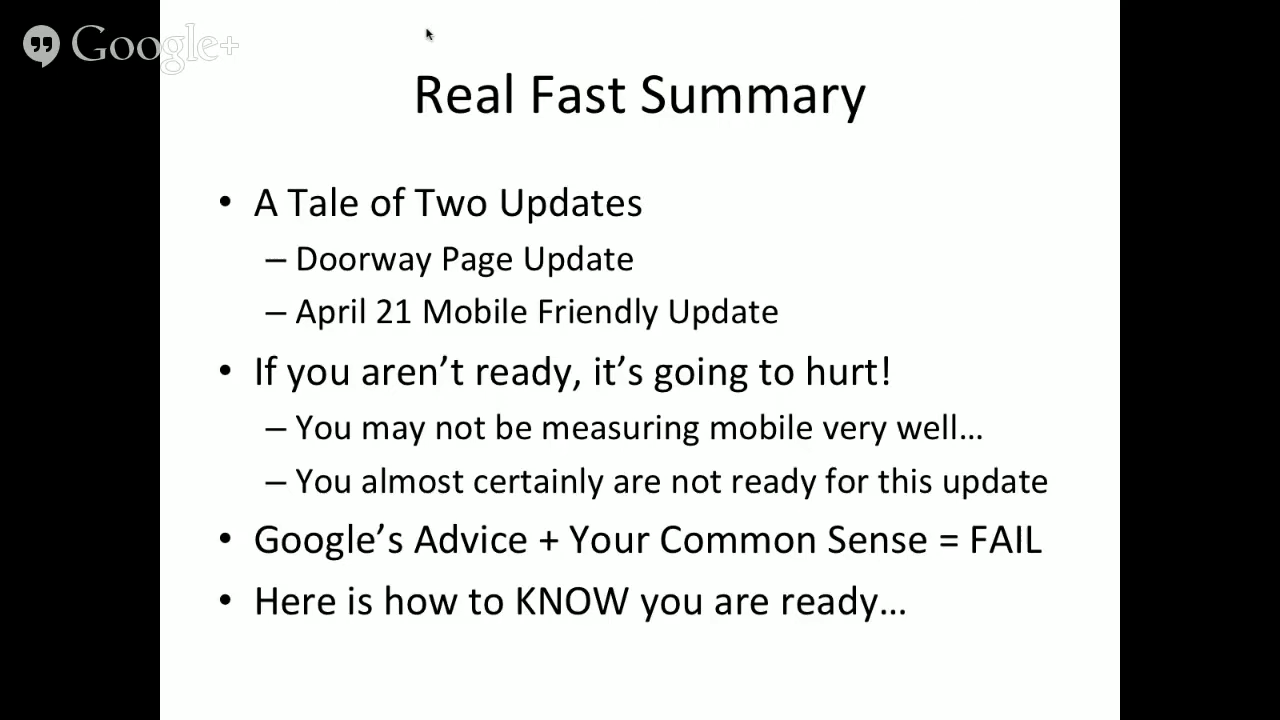 Google+
Real Fast Summary
• A Tale of Two Updates
– Doorway Page Update
– April 21 Mobile Friendly Update
• If you aren’t ready, it’s going to hurt!
– You may not be measuring mobile very well…
– You almost certainly are not ready for this update
• Google’s Advice + Your Common Sense = FAIL
• Here is how to KNOW you are ready…